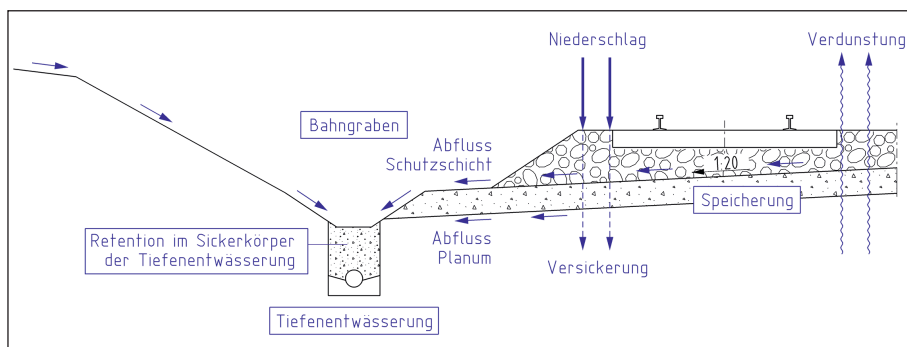 Niederschlag
Verdunstung
Bahngraben
Abfluss
Schutzschicht
1:20
Speicherung
Retention im Sickerkörper
der Tiefenentwässerung
Abfluss
Planum
Versickerung
Tiefenentwässerung